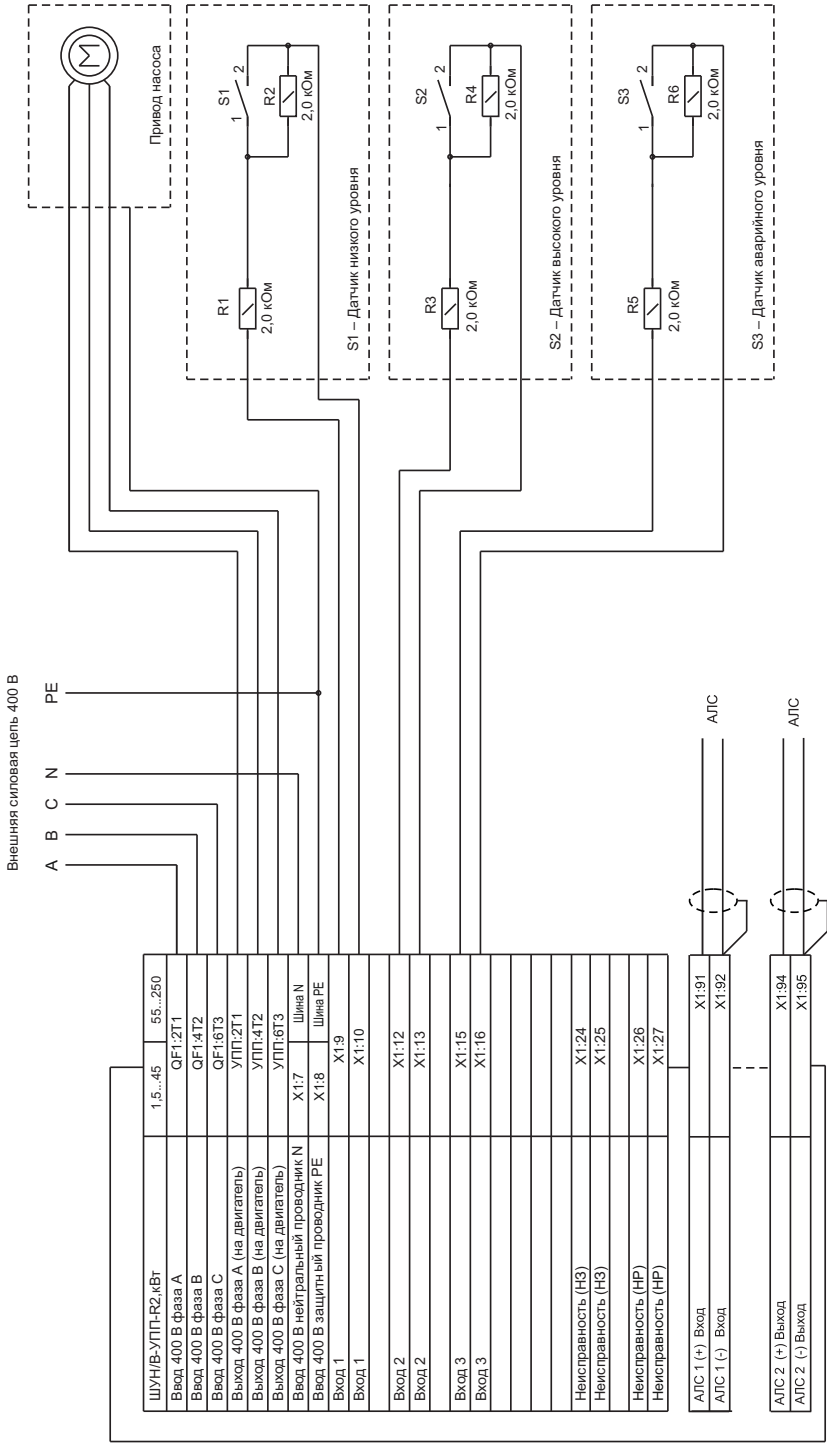 Внешняя силовая цепь 400 В
A
B
C
N
PE
ШУН/В-УПП-R2,кВт
1,5...45
55...250
Ввод 400 В фаза А
QF1:2T1
Ввод 400 В фаза В
QF1:4T2
Ввод 400 В фаза С
QF1:6T3
Выход 400 В фаза А (на двигатель)
УПП:2T1
Выход 400 В фаза В (на двигатель)
УПП:4T2
Выход 400 В фаза С (на двигатель)
УПП:6T3
Ввод 400 В нейтральный проводник N
X1:7
Шина N
Ввод 400 В защитный проводник PE
X1:8
Шина PE
Вход 1
X1:9
Вход 1
X1:10
Вход 2
X1:12
Вход 2
X1:13
Вход 3
X1:15
Вход 3
X1:16
Неисправность (НЗ)
X1:24
Неисправность (НЗ)
X1:25
Неисправность (НР)
X1:26
Неисправность (НР)
X1:27
АЛС 1 (+) Вход
X1:91
АЛС 1 (-) Вход
X1:92
АЛС
АЛС 2 (+) Выход
X1:94
АЛС 2 (-) Выход
X1:95
АЛС
M
Привод насоса
S1
1
2
R1
2,0 кОм
R2
2,0 кОм
S1 – Датчик низкого уровня
S2
1
2
R3
2,0 кОм
R4
2,0 кОм
S2 – Датчик высокого уровня
S3
1
2
R5
2,0 кОм
R6
2,0 кОм
S3 – Датчик аварийного уровня